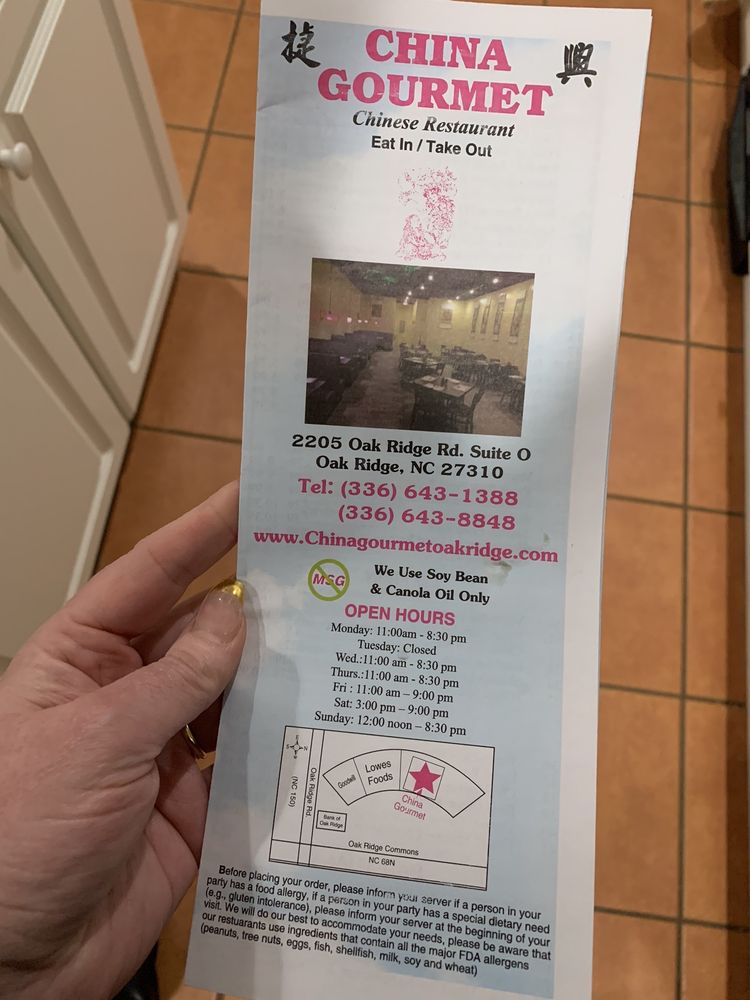 捷 CHINA 興
GOURMET
Chinese Restaurant
Eat In / Take Out
2205 Oak Ridge Rd. Suite O
Oak Ridge, NC 27310
Tel: (336) 643-1388
(336) 643-8848
www.Chinagourmetoakridge.com
MSG
We Use Soy Bean
& Canola Oil Only
OPEN HOURS
Monday: 11:00am - 8:30 pm
Tuesday: Closed
Wed.:11:00 am - 8:30 pm
Thurs.:11:00 am - 8:30 pm
Fri : 11:00 am – 9:00 pm
Sat: 3:00 pm – 9:00 pm
Sunday: 12:00 noon – 8:30 pm
E
S N
Oak Ridge Rd.
(NC 150)
Goodwill
Lowes
Foods
China
Gourmet
Bank of
Oak Ridge
Oak Ridge Commons
NC 68N
Before placing your order, please inform your server if a person in your
party has a food allergy, if a person in your party has a special dietary need
(e.g., gluten intolerance), please inform your server at the beginning of your
visit. We will do our best to accommodate your needs, please be aware that
our restuarants use ingredients that contain all the major FDA allergens
(peanuts, tree nuts, eggs, fish, shellfish, milk, soy and wheat)